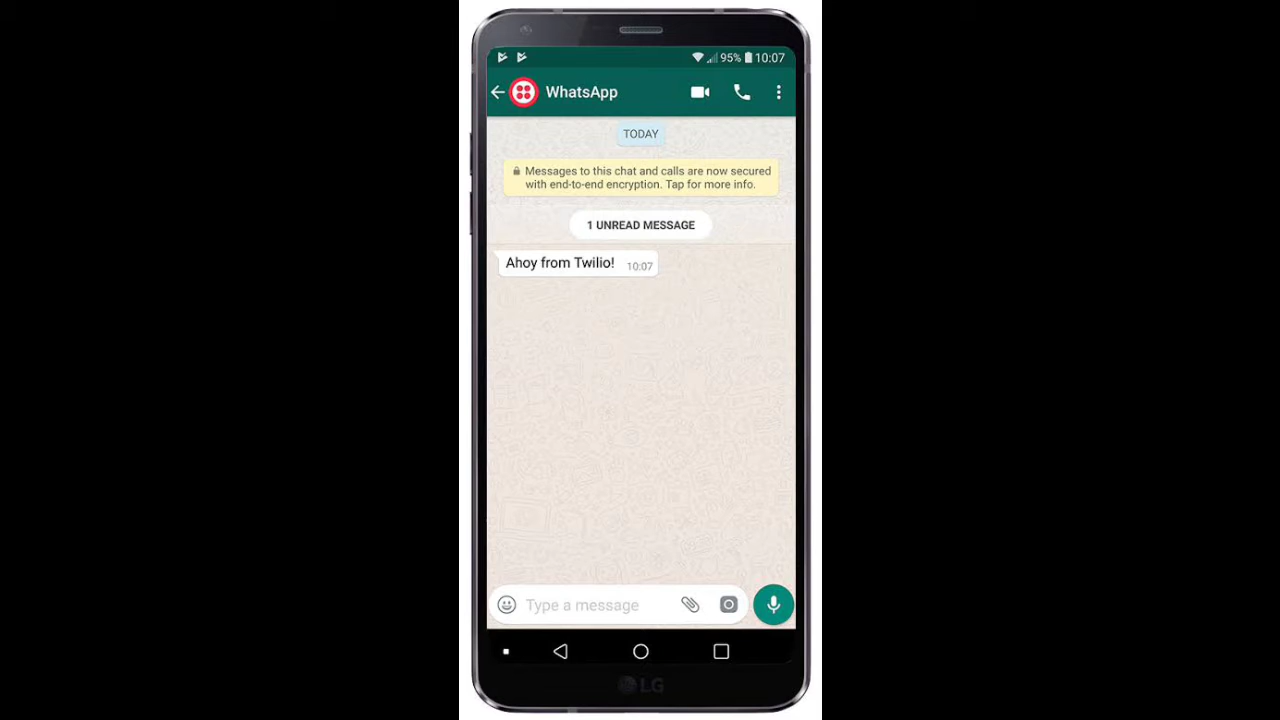 95% 10:07
WhatsApp
TODAY
Messages to this chat and calls are now secured
with end-to-end encryption. Tap for more info.
1 UNREAD MESSAGE
Ahoy from Twilio! 10:07
Type a message
LG